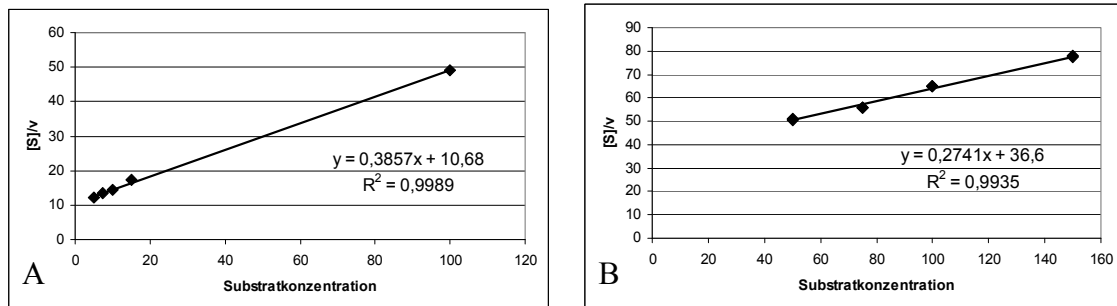 [S]/v
60
50
40
30
20
10
0
y = 0,3857x + 10,68
R² = 0,9989
0 20 40 60 80 100 120
Substratkonzentration
A
[S]/v
90
80
70
60
50
40
30
20
10
0
y = 0,2741x + 36,6
R² = 0,9935
0 20 40 60 80 100 120 140 160
Substratkonzentration
B